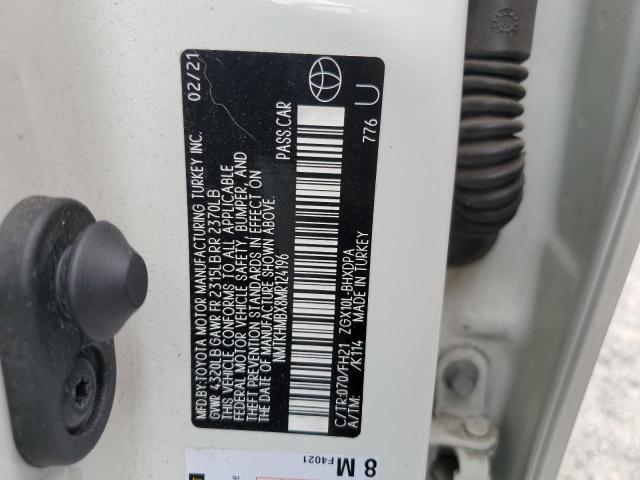 MFD.BY:TOYOTA MOTOR MANUFACTURING TURKEY INC. 02/21
GVWR 4320LB GAWR FR 2315LB RR 2370LB
THIS VEHICLE CONFORMS TO ALL APPLICABLE
FEDERAL MOTOR VEHICLE SAFETY, BUMPER, AND
THEFT PREVENTION STANDARDS IN EFFECT ON
THE DATE OF MANUFACTURE SHOWN ABOVE.
NMTKHMBX8MR124196 PASS.CAR
C/TR:070/FH21 ZGX10L-BHXDPA 776 U
A/TM: /K114 MADE IN TURKEY
8 M
F4021